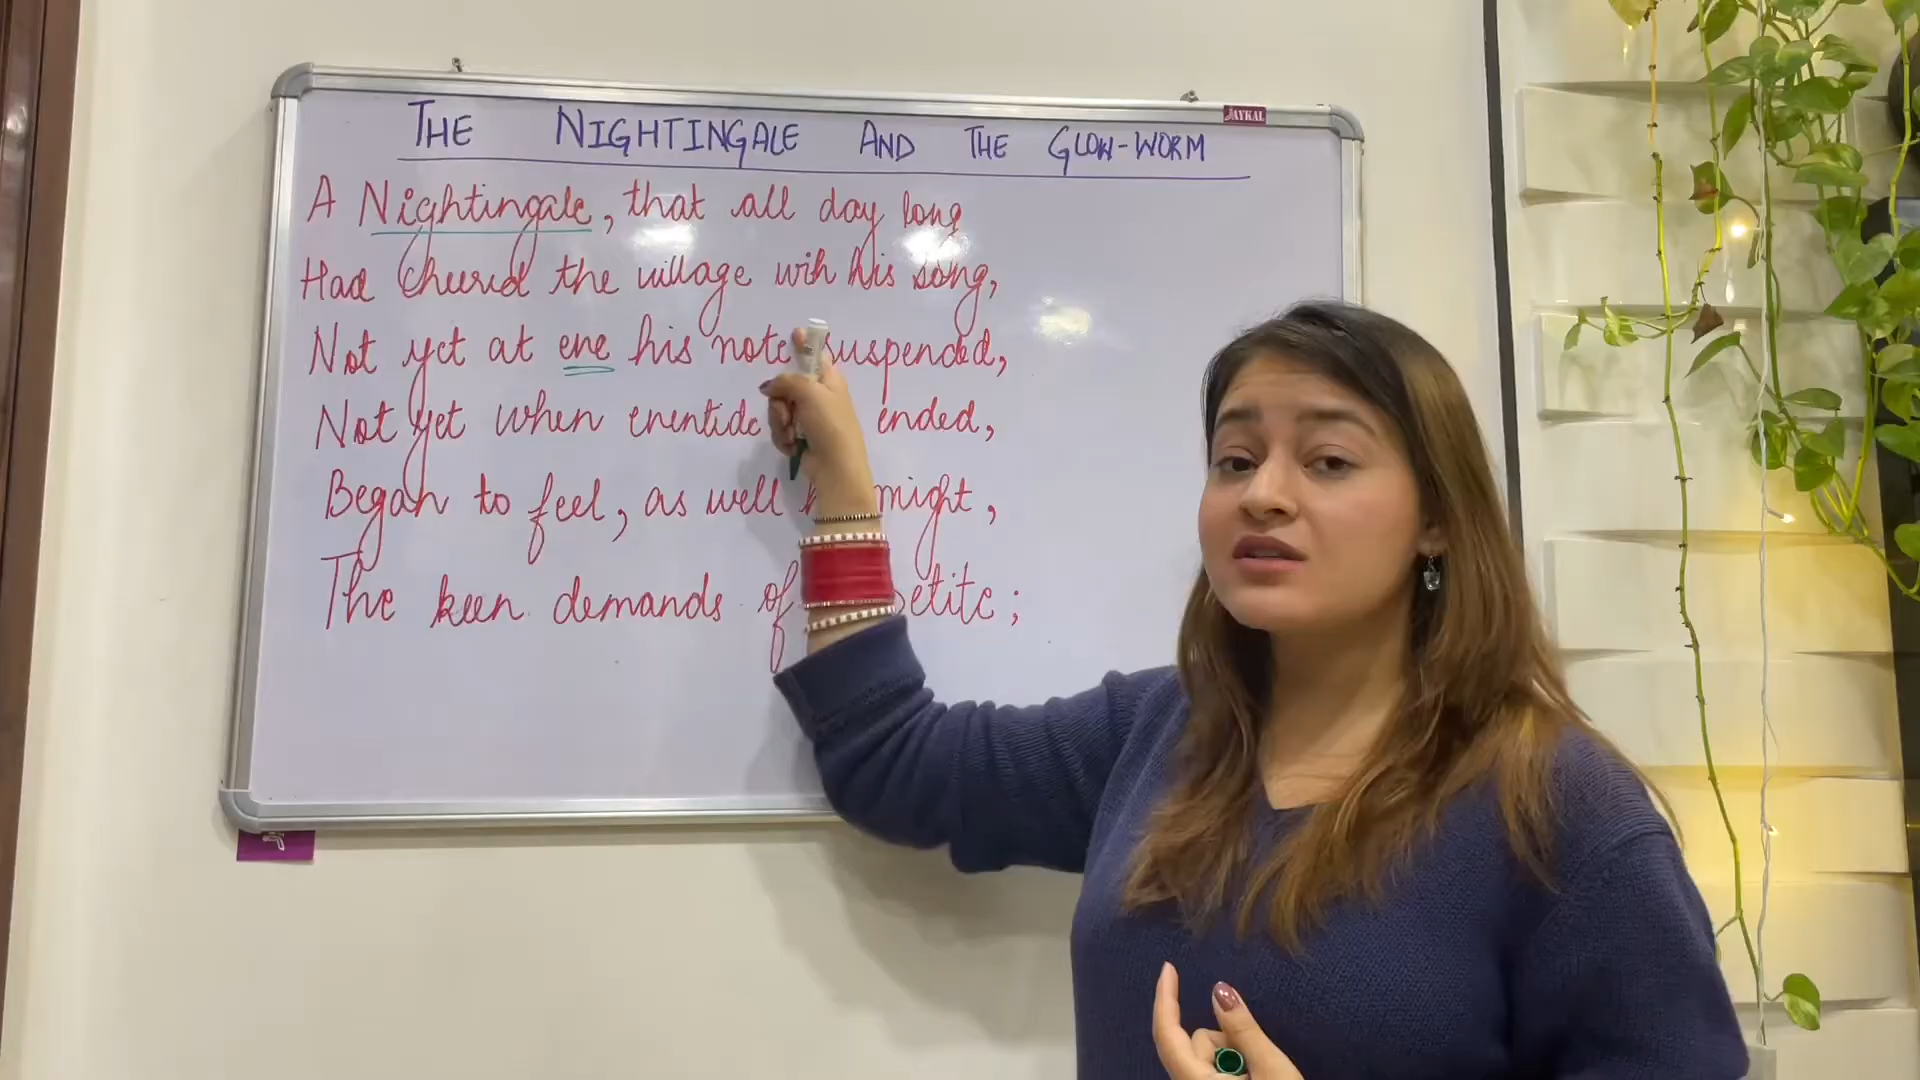 THE NIGHTINGALE AND THE GLOW-WORM
JAYKAL
A Nightingale, that all day long
Had cheered the village with his song,
Not yet at eve his note suspended,
Not yet when eventide ended,
Began to feel, as well might,
The keen demands of petite;